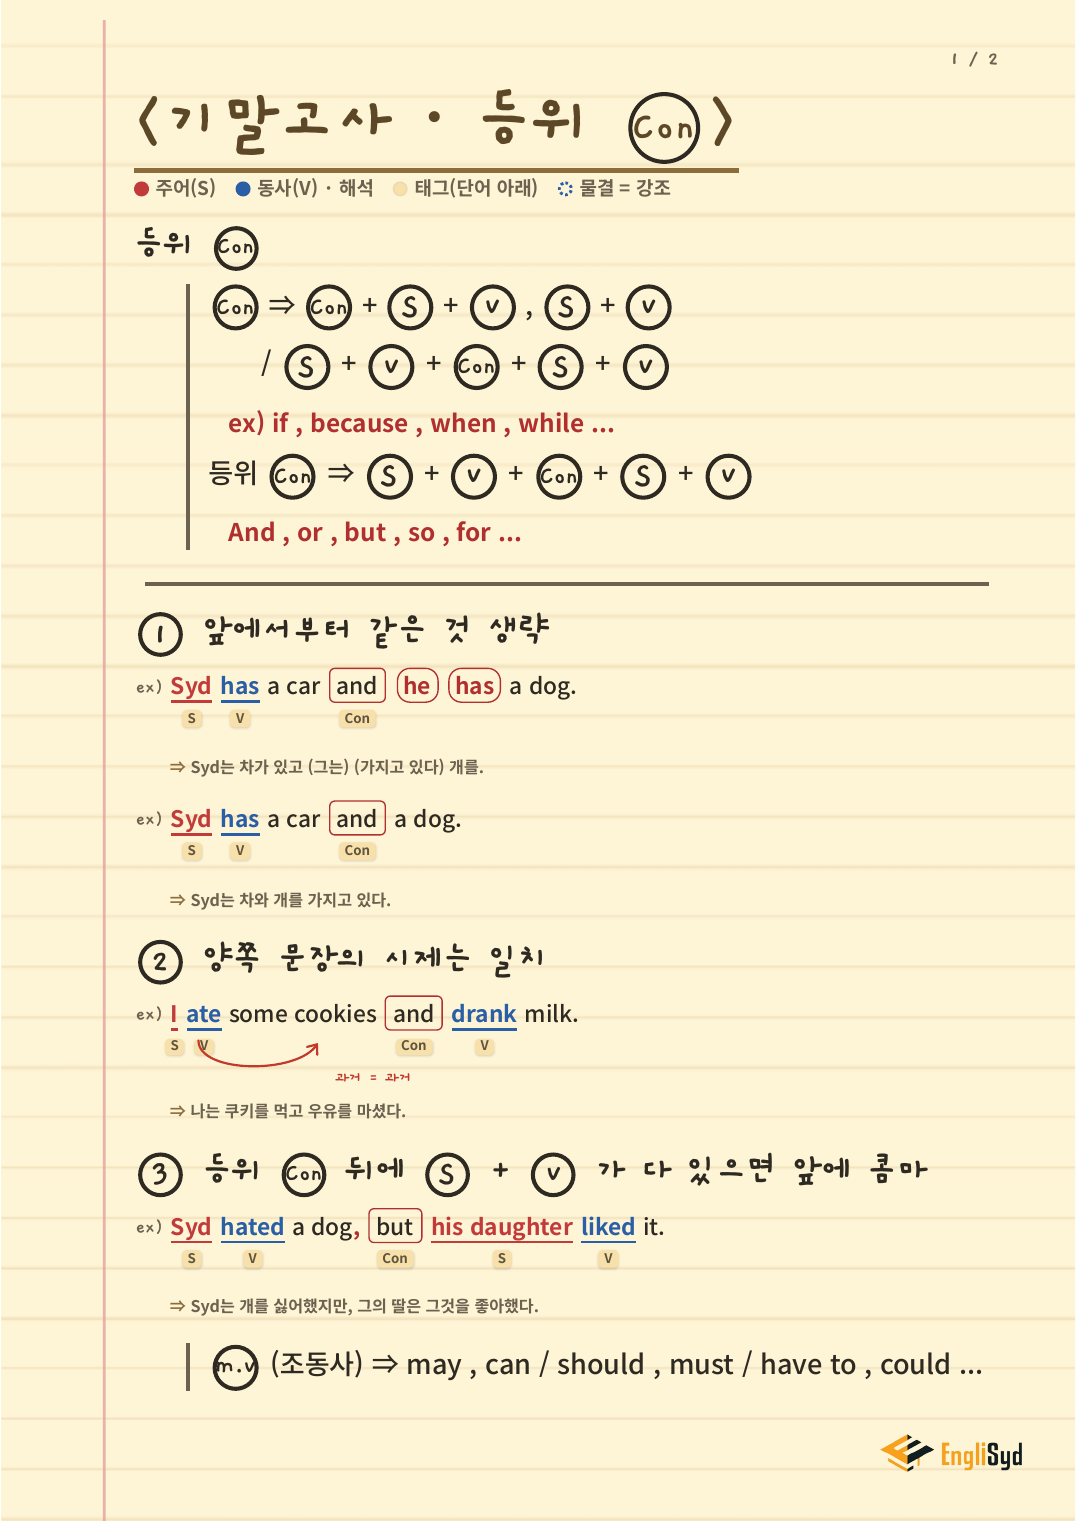 1 / 2
<기말고사 · 등위 Con>
주어(S) 동사(V) · 해석 태그(단어 아래) 물결 = 강조
등위 Con
Con ⇒ Con + S + V , S + V
/ S + V + Con + S + V
ex) if , because , when , while ...
등위 Con ⇒ S + V + Con + S + V
And , or , but , so , for ...
1 앞에서부터 같은 것 생략
ex) Syd has a car and he has a dog.
S V Con
⇒ Syd는 차가 있고 (그는) (가지고 있다) 개를.
ex) Syd has a car and a dog.
S V Con
⇒ Syd는 차와 개를 가지고 있다.
2 양쪽 문장의 시제는 일치
ex) I ate some cookies and drank milk.
S V Con V
과거 = 과거
⇒ 나는 쿠키를 먹고 우유를 마셨다.
3 등위 Con 뒤에 S + V 가 다 있으면 앞에 콤마
ex) Syd hated a dog, but his daughter liked it.
S V Con S V
⇒ Syd는 개를 싫어했지만, 그의 딸은 그것을 좋아했다.
m.v (조동사) ⇒ may , can / should , must / have to , could ...
EngliSyd